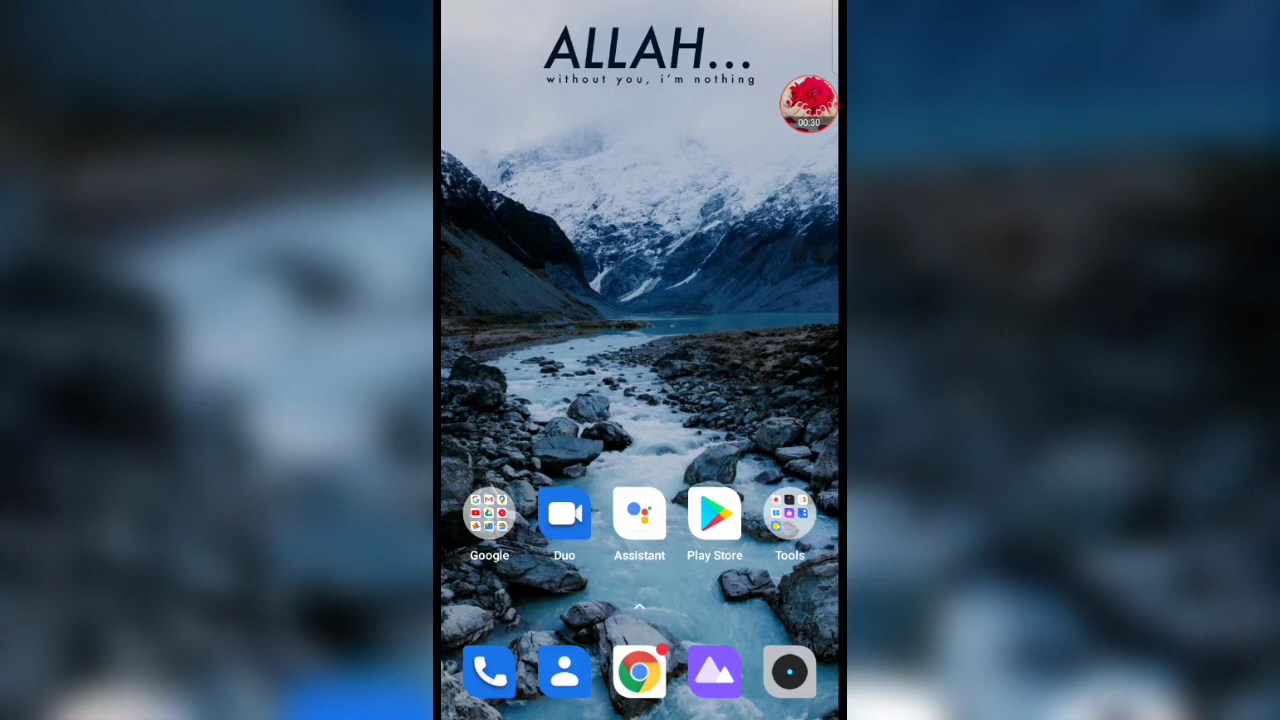 ALLAH...
without you, i'm nothing
00:30
Google
Duo
Assistant
Play Store
Tools